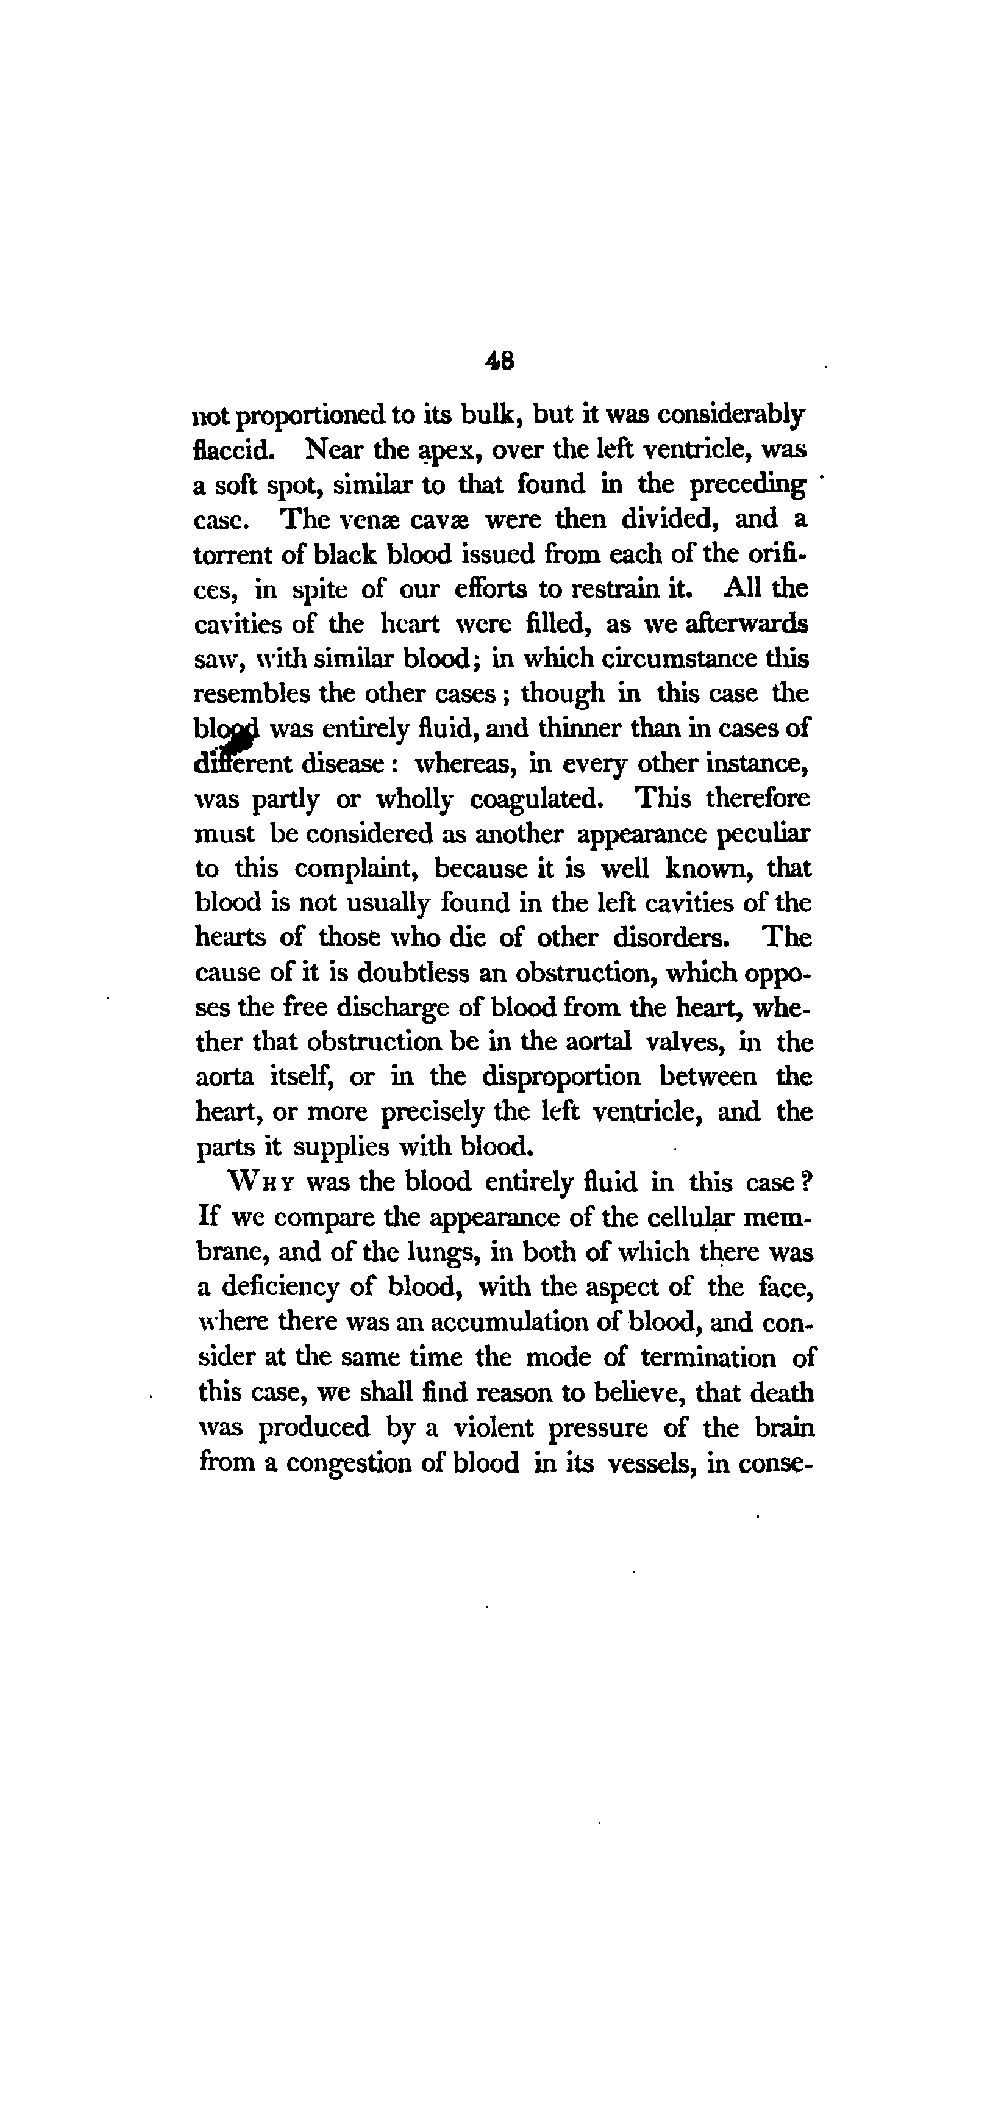 48
not proportioned to its bulk, but it was considerably
flaccid. Near the apex, over the left ventricle, was
a soft spot, similar to that found in the preceding
case. The venæ cavæ were then divided, and a
torrent of black blood issued from each of the orifi-
ces, in spite of our efforts to restrain it. All the
cavities of the heart were filled, as we afterwards
saw, with similar blood; in which circumstance this
resembles the other cases; though in this case the
blood was entirely fluid, and thinner than in cases of
different disease: whereas, in every other instance,
was partly or wholly coagulated. This therefore
must be considered as another appearance peculiar
to this complaint, because it is well known, that
blood is not usually found in the left cavities of the
hearts of those who die of other disorders. The
cause of it is doubtless an obstruction, which oppo-
ses the free discharge of blood from the heart, whe-
ther that obstruction be in the aortal valves, in the
aorta itself, or in the disproportion between the
heart, or more precisely the left ventricle, and the
parts it supplies with blood.
WHY was the blood entirely fluid in this case?
If we compare the appearance of the cellular mem-
brane, and of the lungs, in both of which there was
a deficiency of blood, with the aspect of the face,
where there was an accumulation of blood, and con-
sider at the same time the mode of termination of
this case, we shall find reason to believe, that death
was produced by a violent pressure of the brain
from a congestion of blood in its vessels, in conse-